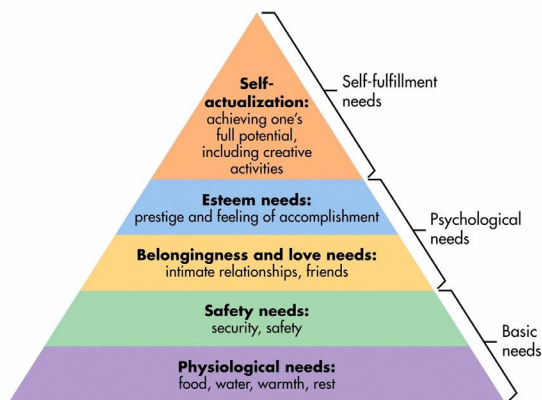 Self-
actualization:
achieving one's
full potential,
including creative
activities
Self-fulfillment
needs
Esteem needs:
prestige and feeling of accomplishment
Psychological
needs
Belongingness and love needs:
intimate relationships, friends
Safety needs:
security, safety
Basic
needs
Physiological needs:
food, water, warmth, rest